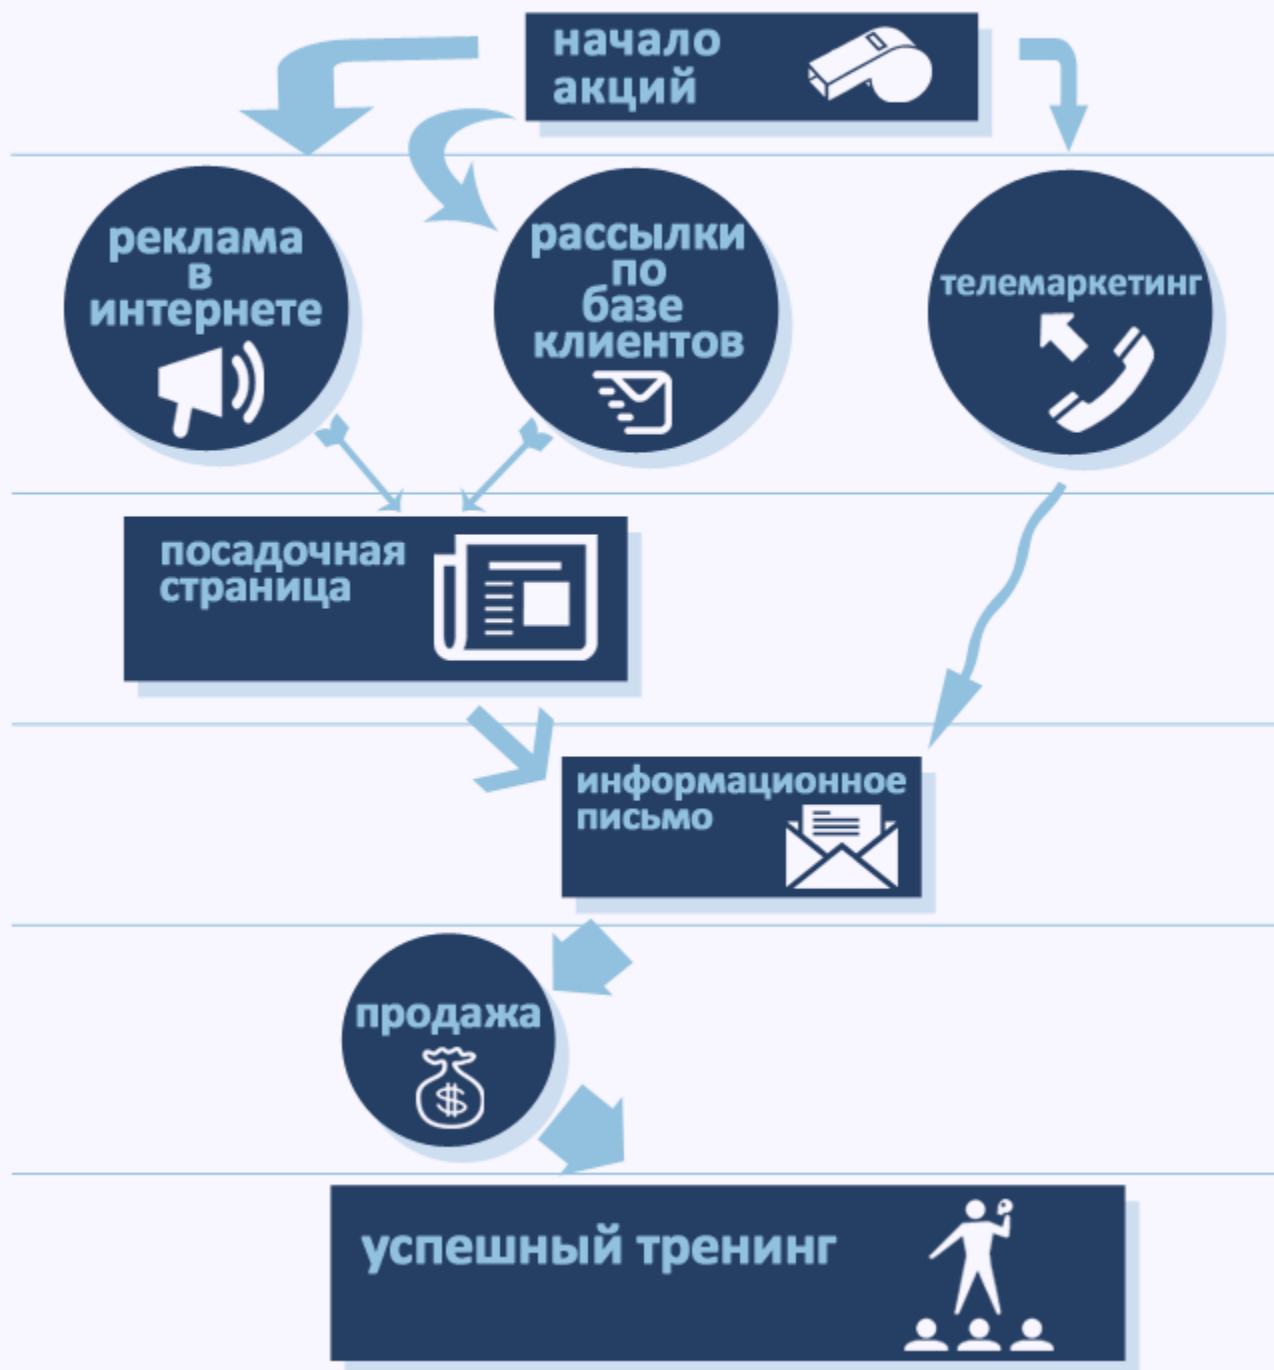 начало
акций
реклама
в
интернете
рассылки
по
базе
клиентов
телемаркетинг
посадочная
страница
информационное
письмо
продажа
$
успешный тренинг